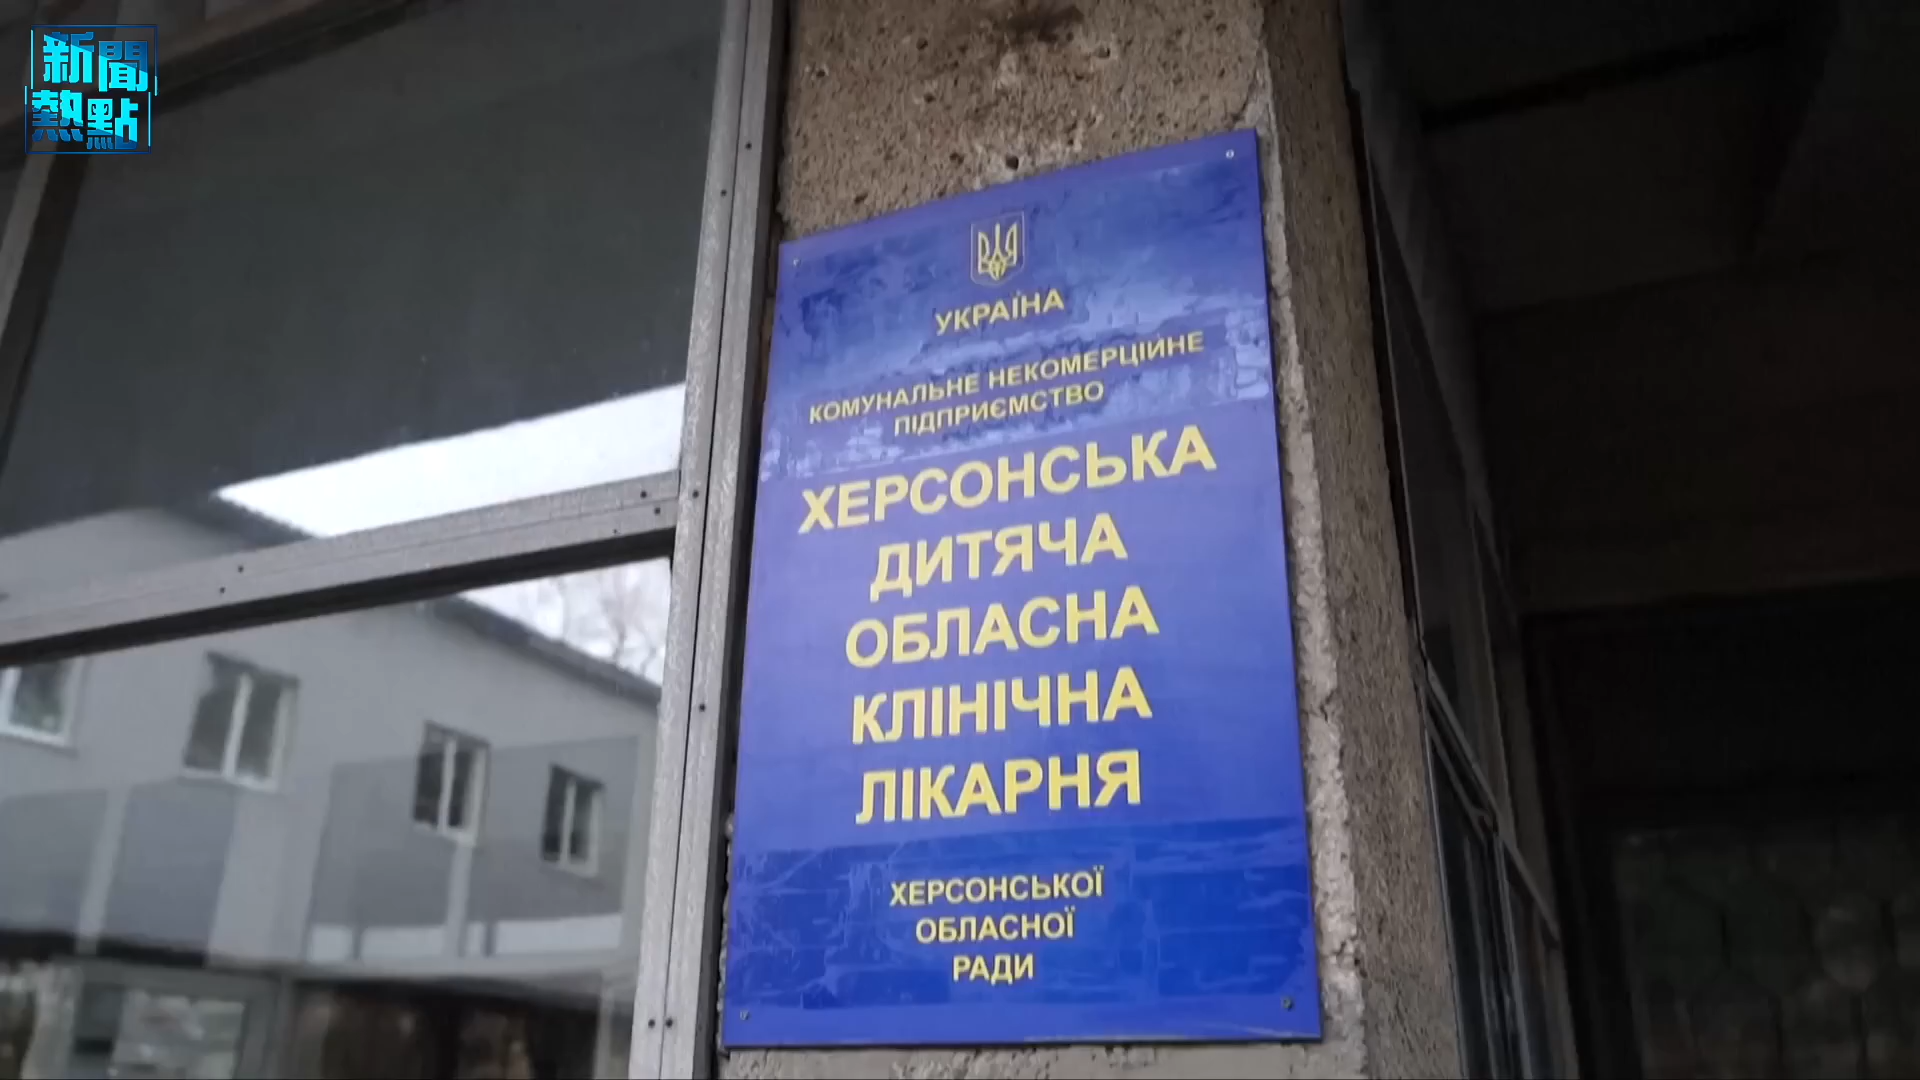 新聞
熱點
УКРАЇНА
КОМУНАЛЬНЕ НЕКОМЕРЦІЙНЕ
ПІДПРИЄМСТВО
ХЕРСОНСЬКА
ДИТЯЧА
ОБЛАСНА
КЛІНІЧНА
ЛІКАРНЯ
ХЕРСОНСЬКОЇ
ОБЛАСНОЇ
РАДИ